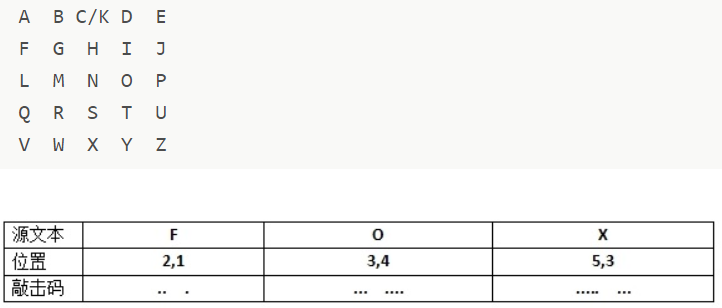 A B C/K D E
F G H I J
L M N O P
Q R S T U
V W X Y Z
源文本 F O X
位置 2,1 3,4 5,3
敲击码 .. . ... .... ..... ...